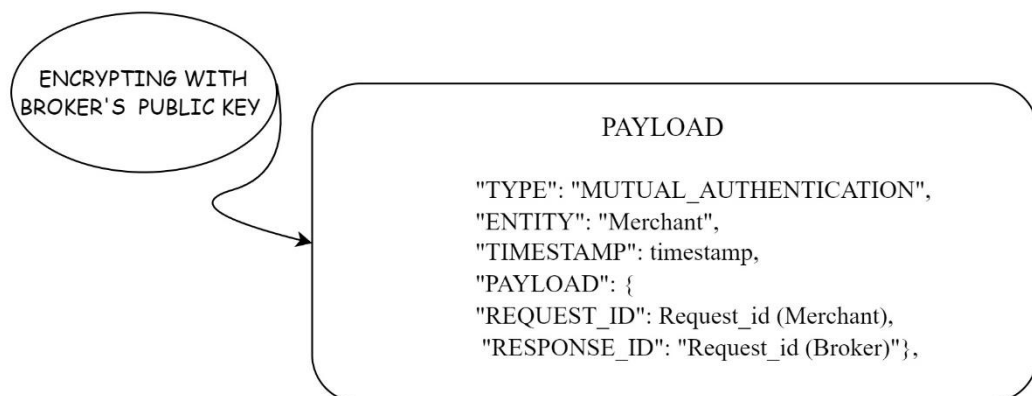 ENCRYPTING WITH
BROKER'S PUBLIC KEY
PAYLOAD
"TYPE": "MUTUAL_AUTHENTICATION",
"ENTITY": "Merchant",
"TIMESTAMP": timestamp,
"PAYLOAD": {
"REQUEST_ID": Request_id (Merchant),
"RESPONSE_ID": "Request_id (Broker)"},